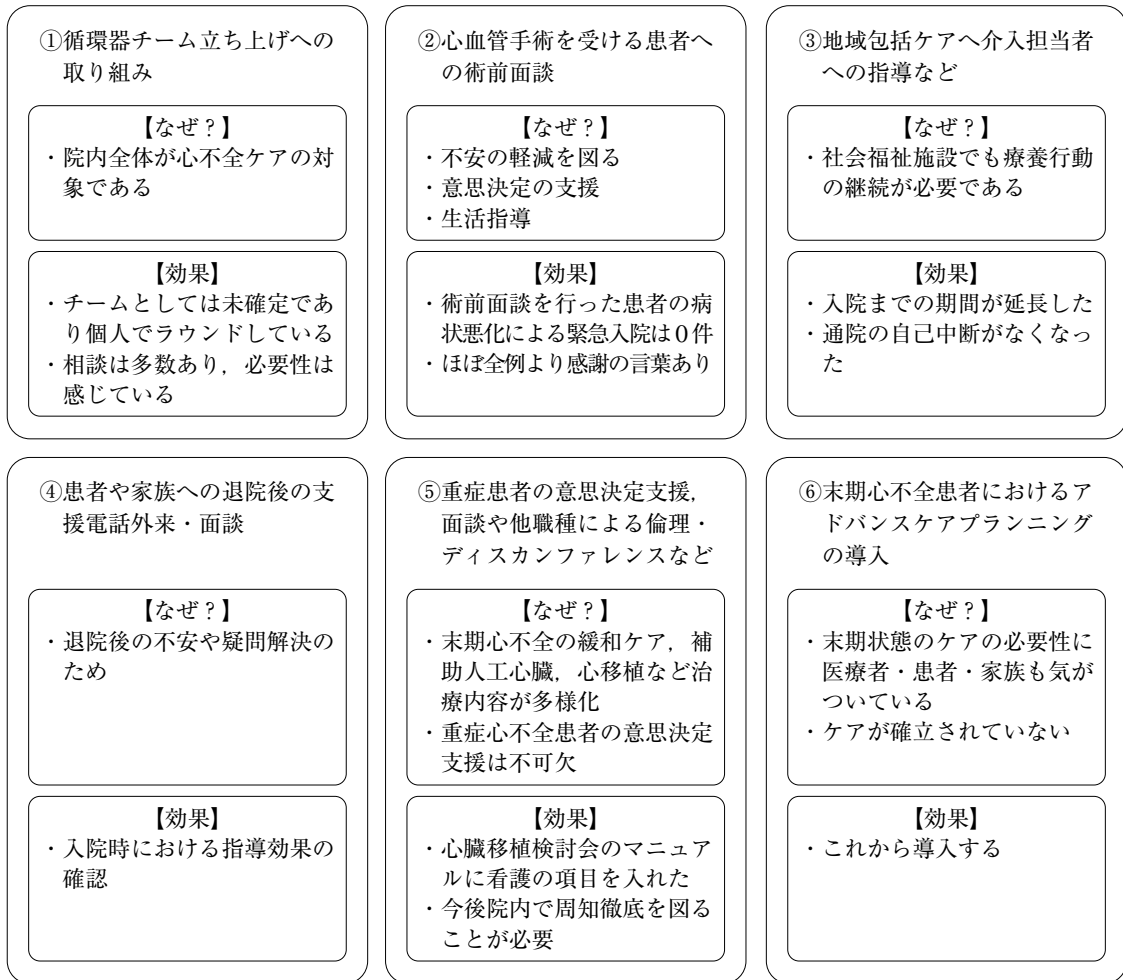 ①循環器チーム立ち上げへの
取り組み
【なぜ？】
・院内全体が心不全ケアの対
象である
【効果】
・チームとしては未確定であ
り個人でラウンドしている
・相談は多数あり，必要性は
感じている
②心血管手術を受ける患者へ
の術前面談
【なぜ？】
・不安の軽減を図る
・意思決定の支援
・生活指導
【効果】
・術前面談を行った患者の病
状悪化による緊急入院は０件
・ほぼ全例より感謝の言葉あり
③地域包括ケアへ介入担当者
への指導など
【なぜ？】
・社会福祉施設でも療養行動
の継続が必要である
【効果】
・入院までの期間が延長した
・通院の自己中断がなくなっ
た
④患者や家族への退院後の支
援電話外来・面談
【なぜ？】
・退院後の不安や疑問解決の
ため
【効果】
・入院時における指導効果の
確認
⑤重症患者の意思決定支援，
面談や他職種による倫理・
ディスカンファレンスなど
【なぜ？】
・末期心不全の緩和ケア，補
助人工心臓，心移植など治
療内容が多様化
・重症心不全患者の意思決定
支援は不可欠
【効果】
・心臓移植検討会のマニュア
ルに看護の項目を入れた
・今後院内で周知徹底を図る
ことが必要
⑥末期心不全患者におけるア
ドバンスケアプランニング
の導入
【なぜ？】
・末期状態のケアの必要性に
医療者・患者・家族も気が
ついている
・ケアが確立されていない
【効果】
・これから導入する